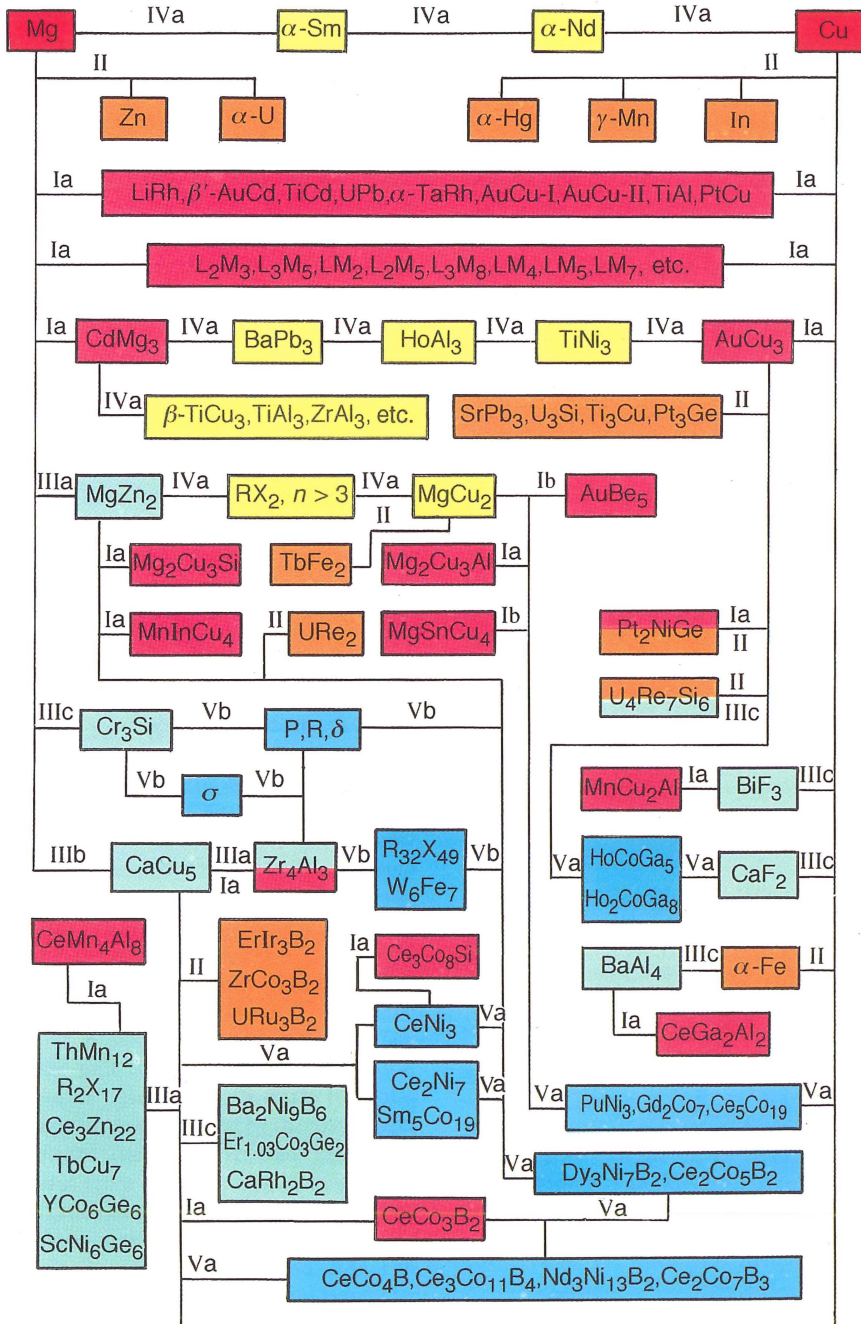 Mg IVa α-Sm IVa α-Nd IVa Cu
II II
Zn α-U α-Hg γ-Mn In
Ia LiRh,β′-AuCd,TiCd,UPb,α-TaRh,AuCu-I,AuCu-II,TiAl,PtCu Ia
Ia L₂M₃,L₃M₅,LM₂,L₂M₅,L₃M₈,LM₄,LM₅,LM₇, etc. Ia
Ia CdMg₃ IVa BaPb₃ IVa HoAl₃ IVa TiNi₃ IVa AuCu₃ Ia
IVa β-TiCu₃,TiAl₃,ZrAl₃, etc. SrPb₃,U₃Si,Ti₃Cu,Pt₃Ge II
IIIa MgZn₂ IVa RX₂, n > 3 IVa MgCu₂ Ib AuBe₅
II
Ia Mg₂Cu₃Si TbFe₂ Mg₂Cu₃Al Ia
Ia MnInCu₄ II URe₂ MgSnCu₄ Ib Pt₂NiGe Ia
II
U₄Re₇Si₆ II
IIIc
IIIc Cr₃Si Vb P,R,δ Vb
Vb σ Vb
MnCu₂Al Ia BiF₃ IIIc
IIIb CaCu₅ IIIa Zr₄Al₃ Vb R₃₂X₄₉ Vb
Ia W₆Fe₇
Va HoCoGa₅ Va CaF₂ IIIc
Ho₂CoGa₈
CeMn₄Al₈
Ia
II ErIr₃B₂
ZrCo₃B₂
URu₃B₂
Ia Ce₃Co₈Si
BaAl₄ IIIc α-Fe II
Ia CeGa₂Al₂
Va CeNi₃ Va
Ce₂Ni₇ Va
Sm₅Co₁₉
ThMn₁₂
R₂X₁₇
Ce₃Zn₂₂
TbCu₇
YCo₆Ge₆
ScNi₆Ge₆
IIIa
IIIc Ba₂Ni₉B₆
Er₁.₀₃Co₃Ge₂
CaRh₂B₂
Va PuNi₃,Gd₂Co₇,Ce₅Co₁₉ Va
Va Dy₃Ni₇B₂,Ce₂Co₅B₂
Ia CeCo₃B₂ Va
Va CeCo₄B,Ce₃Co₁₁B₄,Nd₃Ni₁₃B₂,Ce₂Co₇B₃